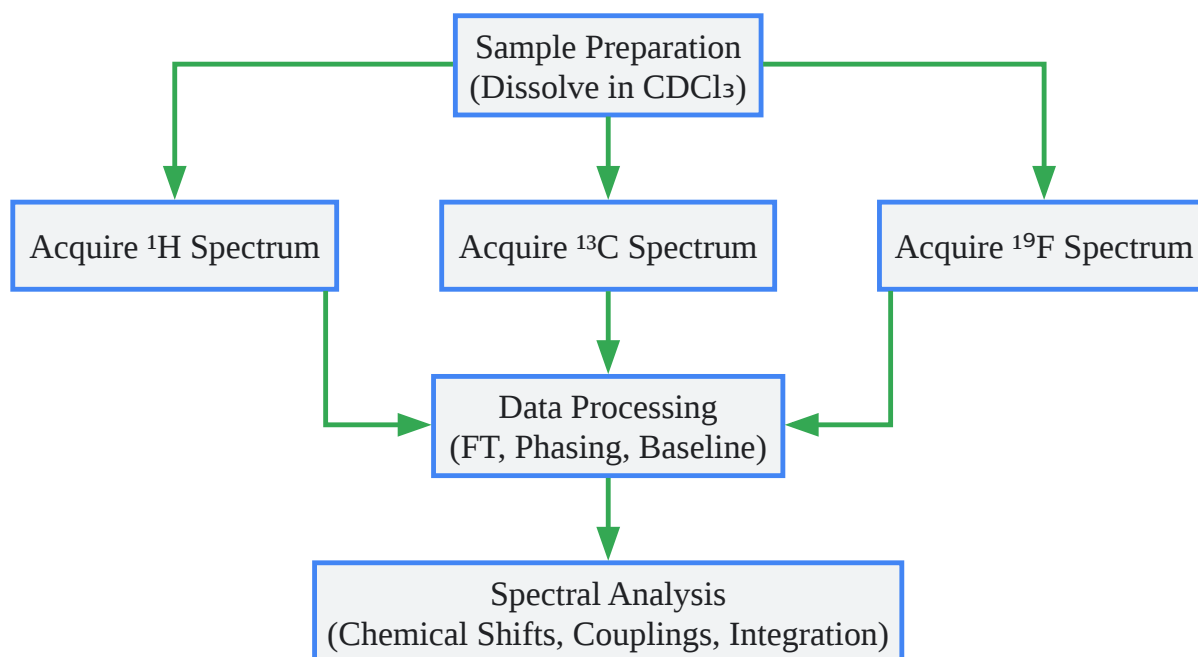 Sample Preparation
(Dissolve in CDCl₃)
Acquire ¹H Spectrum
Acquire ¹³C Spectrum
Acquire ¹⁹F Spectrum
Data Processing
(FT, Phasing, Baseline)
Spectral Analysis
(Chemical Shifts, Couplings, Integration)